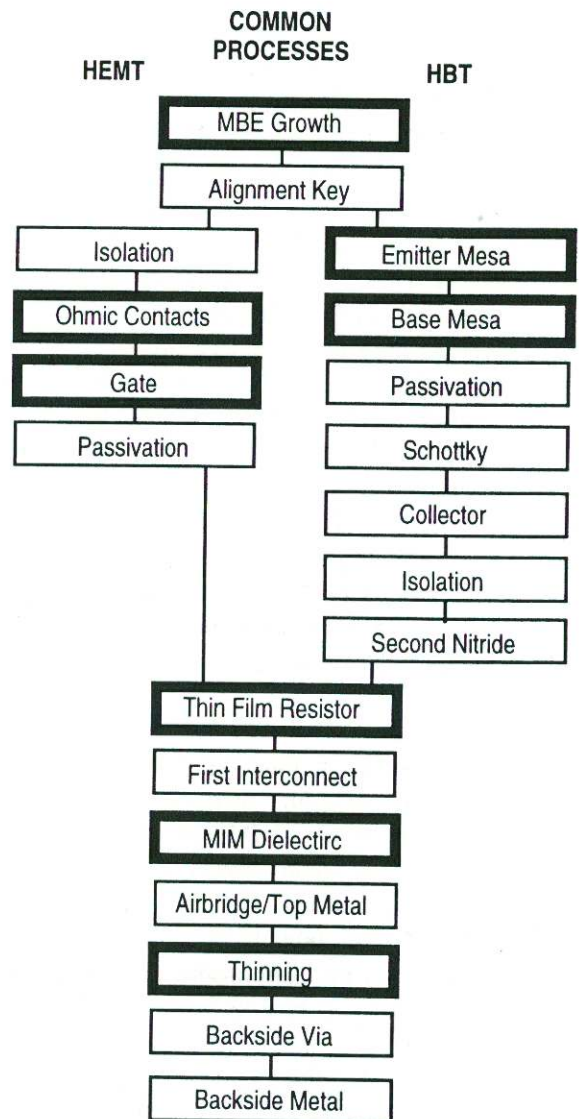 COMMON
PROCESSES
HEMT
HBT
MBE Growth
Alignment Key
Isolation
Ohmic Contacts
Gate
Passivation
Emitter Mesa
Base Mesa
Passivation
Schottky
Collector
Isolation
Second Nitride
Thin Film Resistor
First Interconnect
MIM Dielectirc
Airbridge/Top Metal
Thinning
Backside Via
Backside Metal